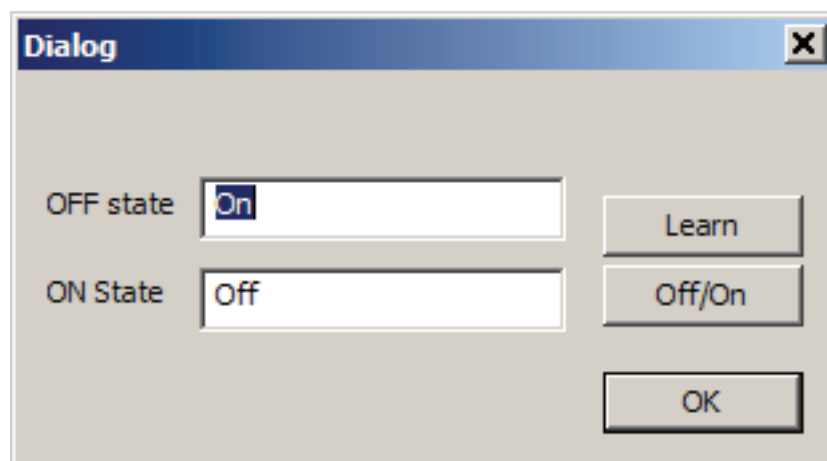 Dialog
OFF state On
Learn
ON State Off
Off/On
OK